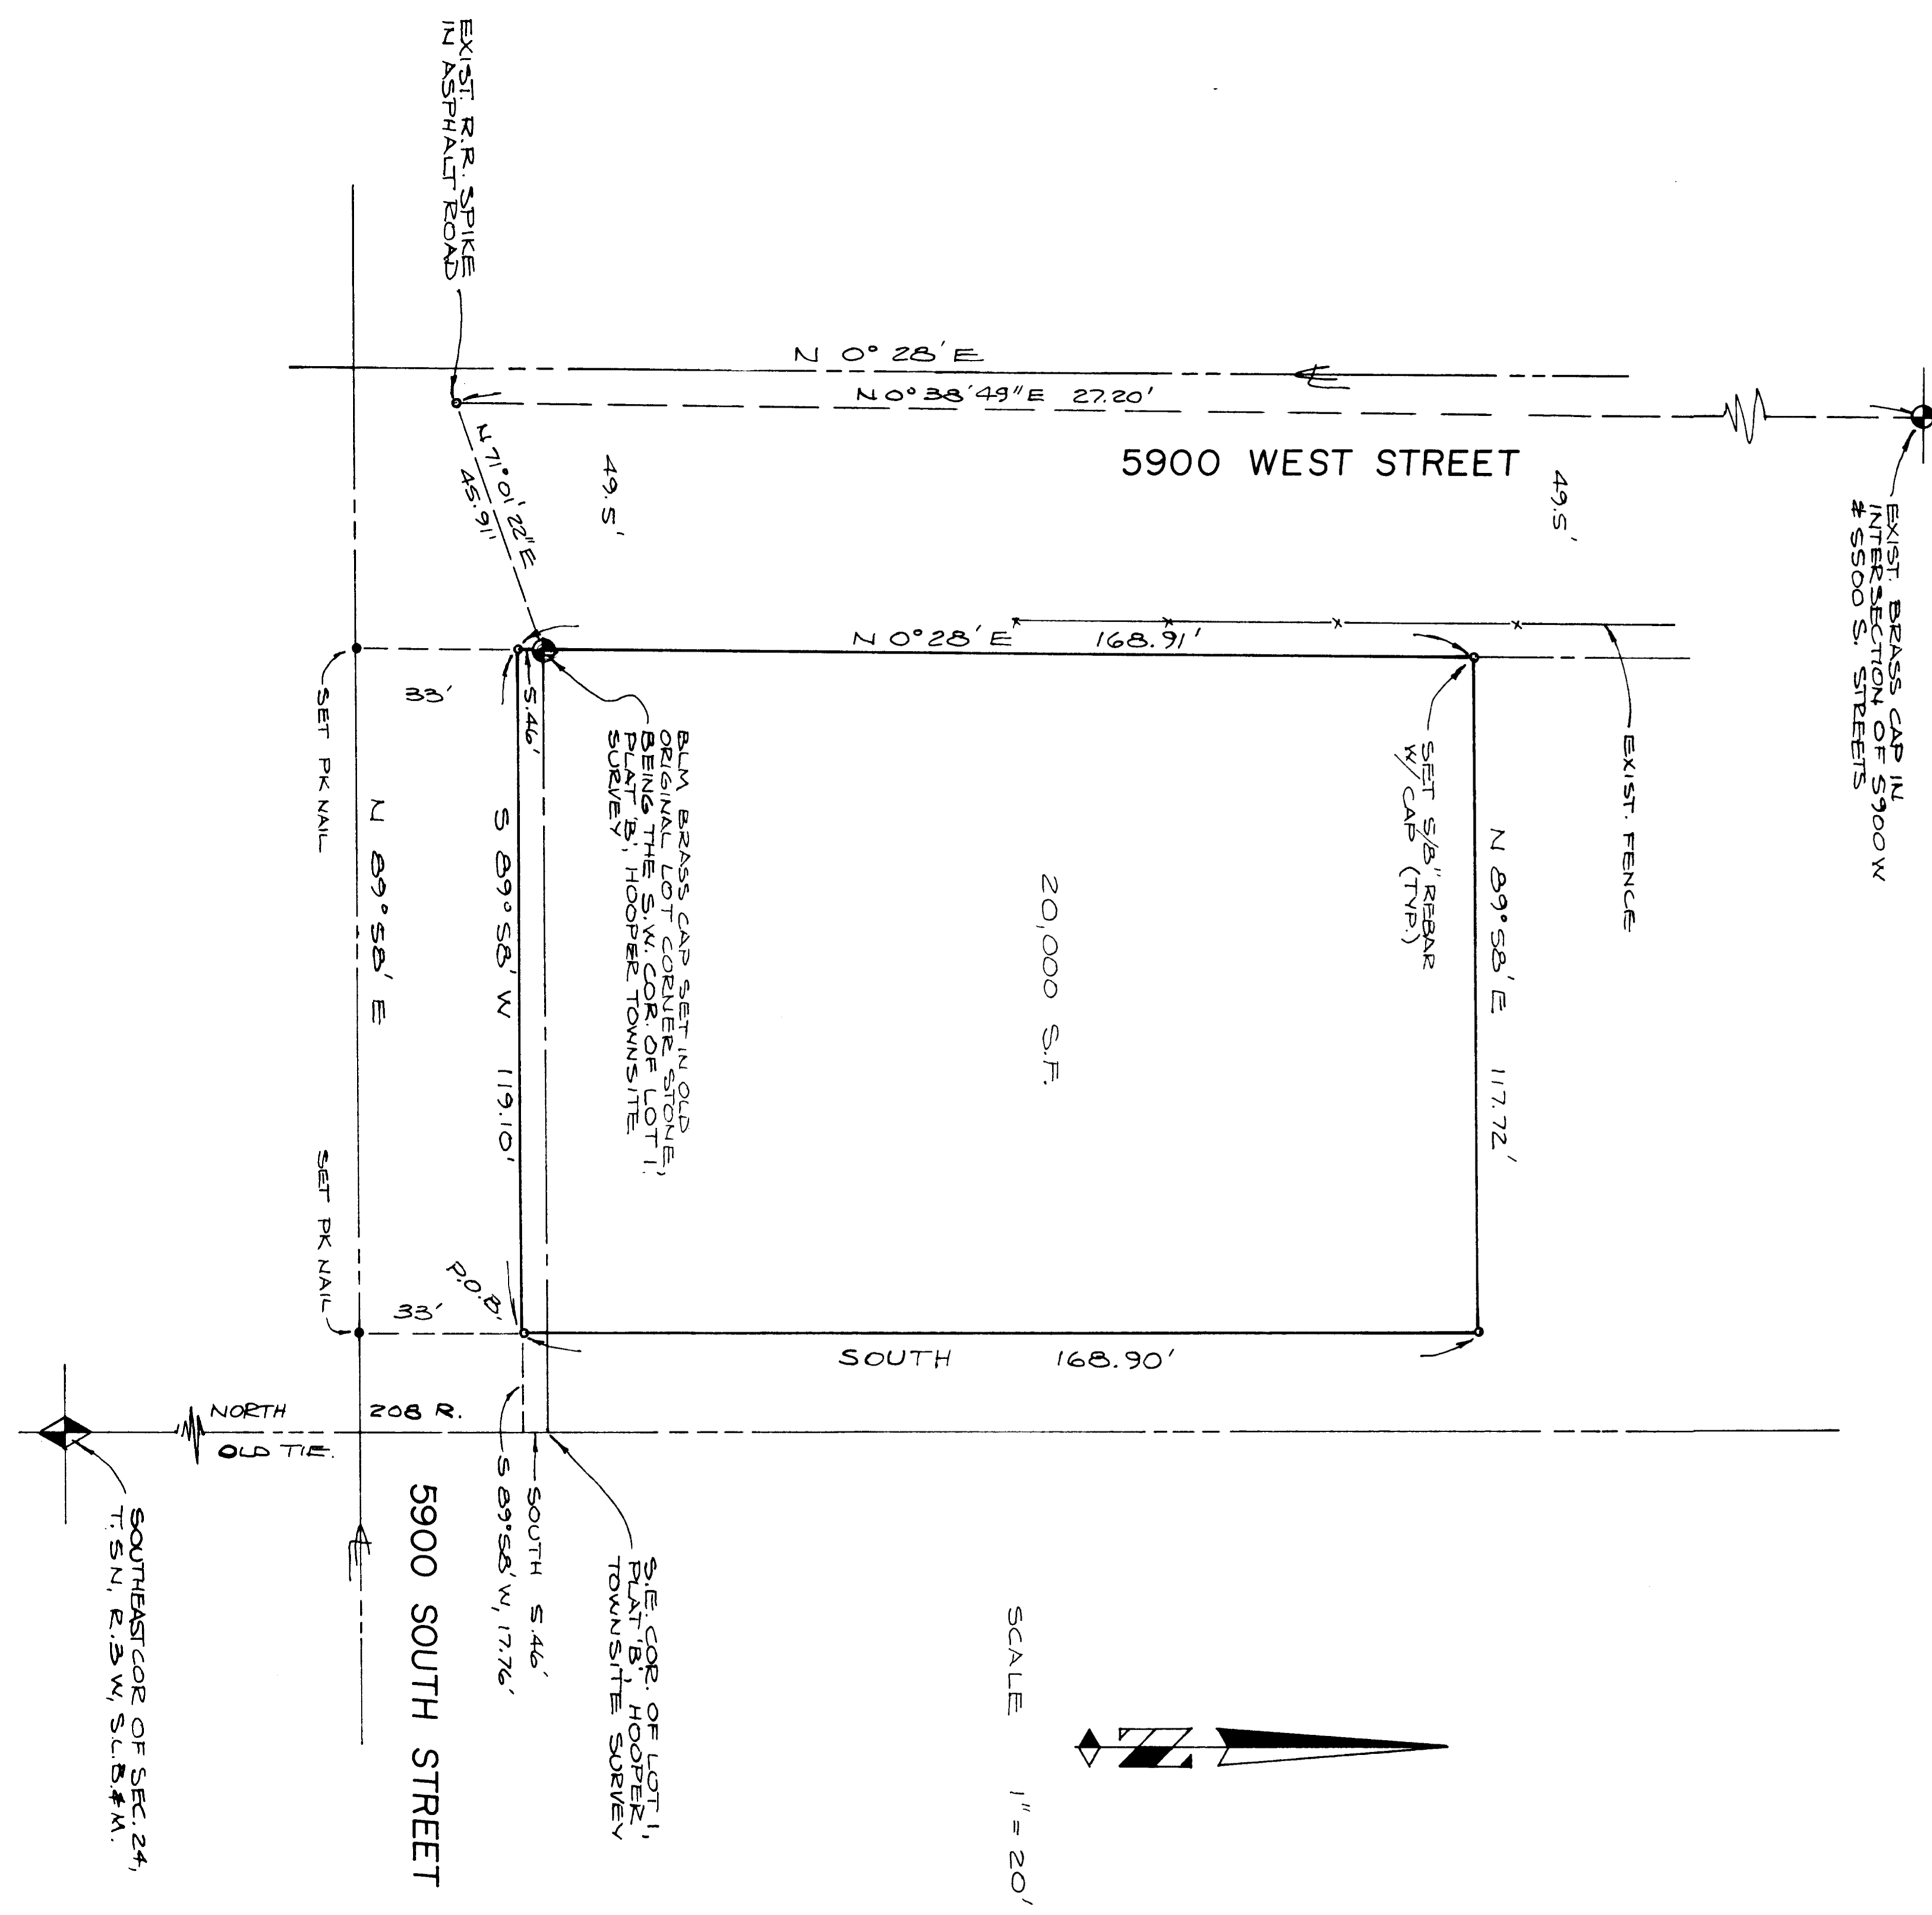 EXIST. R.R. SPIKE
IN ASPHALT ROAD
N 0° 28' E
N 0° 38' 49" E 27.20'
5900 WEST STREET
49.5'
49.5'
N 71° 01' 22" E
45.91'
EXIST. BRASS CAP IN
INTERSECTION OF 5900 W
& 5500 S. STREETS
N 0° 28' E 168.91'
33'
5.46'
SET PK NAIL
N 89° 58' E
S 89° 58' W 119.10'
BLM BRASS CAP SET IN OLD
ORIGINAL LOT CORNER STONE,
BEING THE S.W. COR. OF LOT 1,
PLAT 'B', HOOPER TOWNSITE
SURVEY
20,000 S.F.
SET 5/8" REBAR
W/ CAP (TYP.)
N 89° 58' E 117.72'
EXIST. FENCE
SET PK NAIL
33'
P.O.B.
SOUTH 168.90'
NORTH 208 R.
OLD TIE.
SOUTH 5.46'
S 89° 58' W, 17.76'
S.E. COR. OF LOT 1,
PLAT 'B', HOOPER
TOWNSITE SURVEY
5900 SOUTH STREET
SOUTHEAST COR OF SEC. 24,
T. 5 N, R. 3 W, S.L.B. & M.
SCALE 1" = 20'
N